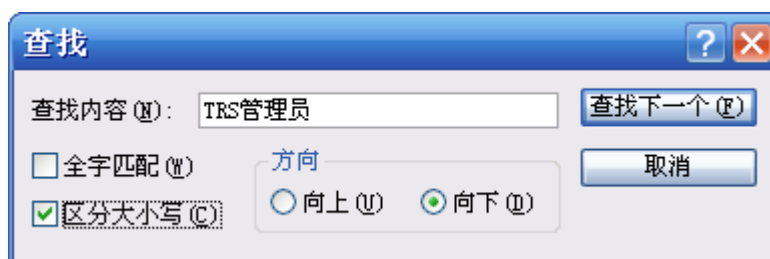 查找
查找内容(N): TRS管理员 查找下一个(F)
全字匹配(W) 方向 取消
区分大小写(C) 向上(U) 向下(D)